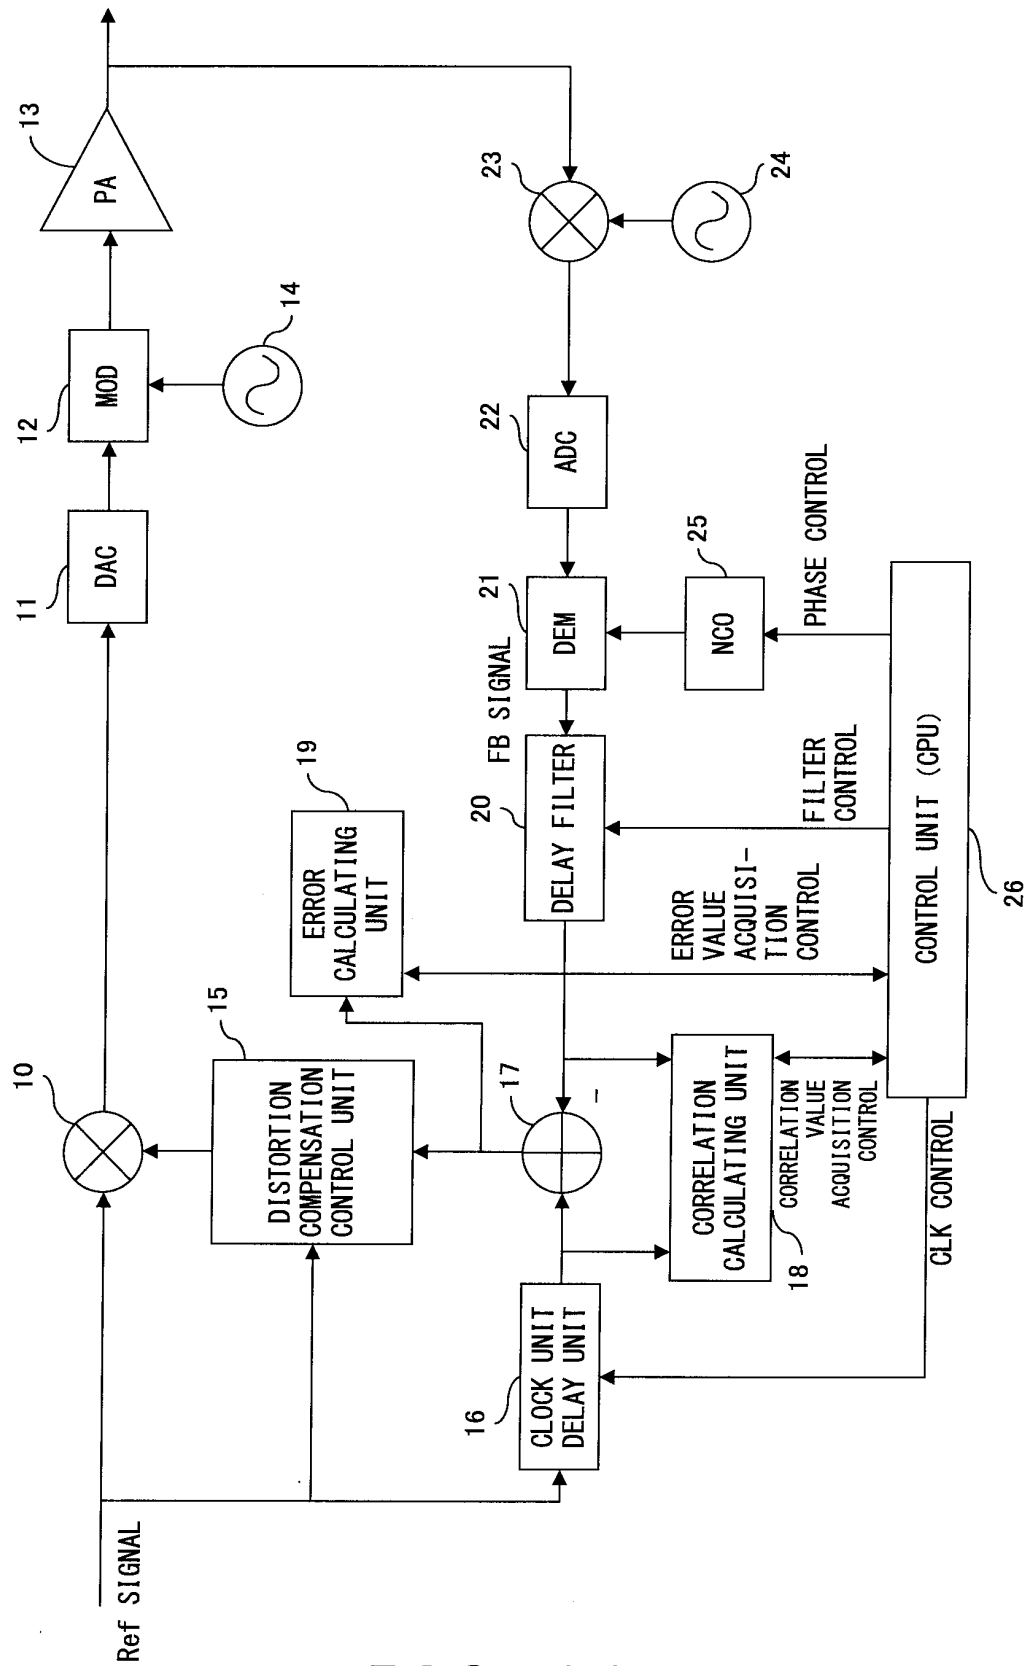 10
11
12
13
DAC
MOD
PA
Ref SIGNAL
14
15
19
DISTORTION
COMPENSATION
CONTROL UNIT
ERROR
CALCULATING
UNIT
16
17
20
FB SIGNAL
21
22
23
CLOCK UNIT
DELAY UNIT
−
DELAY FILTER
DEM
ADC
18
CORRELATION
CALCULATING UNIT
ERROR
VALUE
ACQUISI-
TION
CONTROL
NCO
25
24
CORRELATION
VALUE
ACQUISITION
CONTROL
FILTER
CONTROL
PHASE CONTROL
CLK CONTROL
CONTROL UNIT (CPU)
26